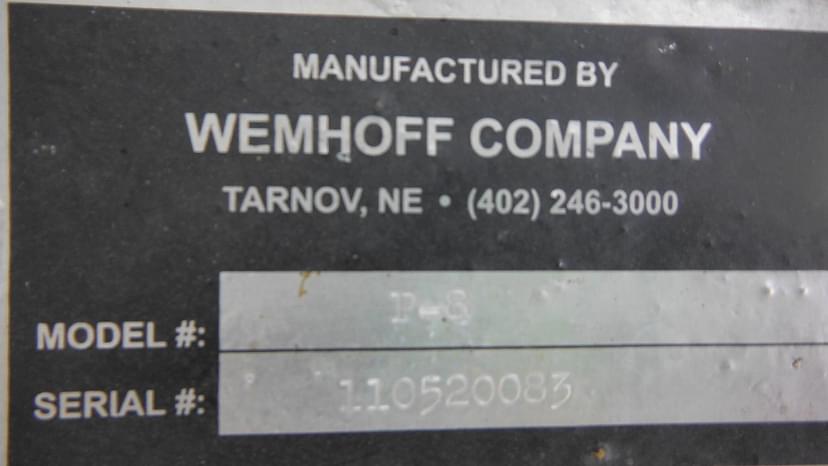 MANUFACTURED BY
WEMHOFF COMPANY
TARNOV, NE • (402) 246-3000
MODEL #: P-8
SERIAL #: 110520083